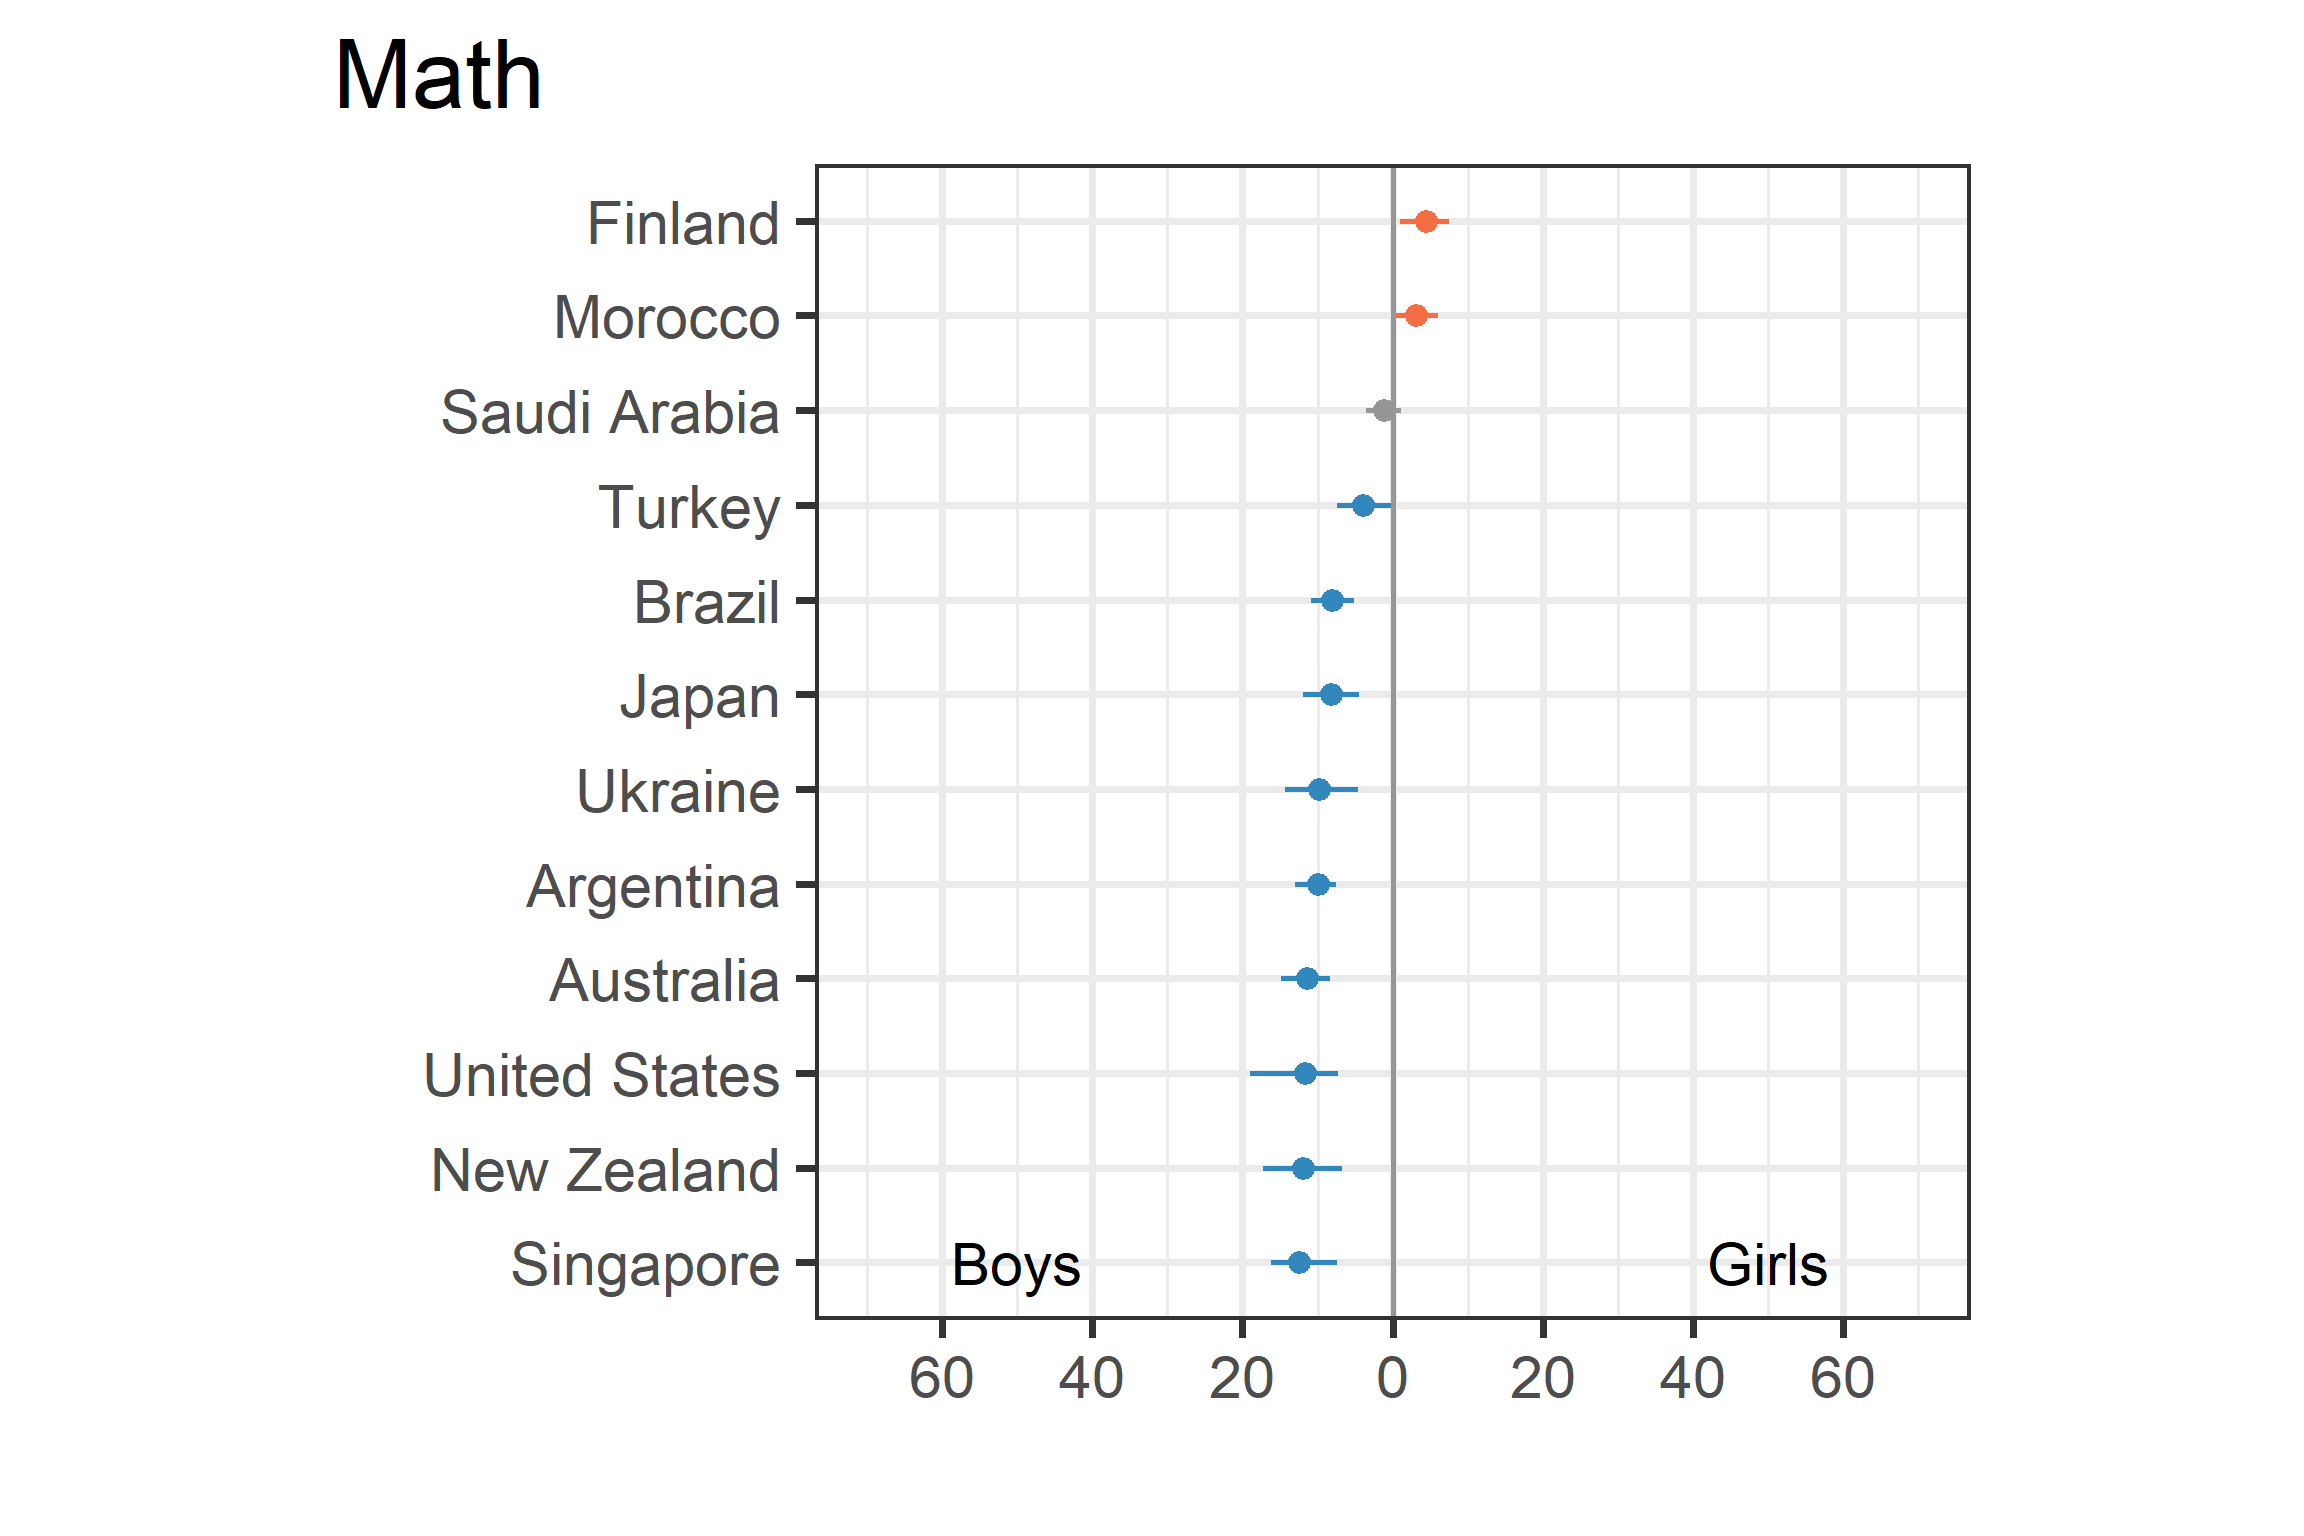 Math
Finland
Morocco
Saudi Arabia
Turkey
Brazil
Japan
Ukraine
Argentina
Australia
United States
New Zealand
Singapore
Boys
Girls
60 40 20 0 20 40 60